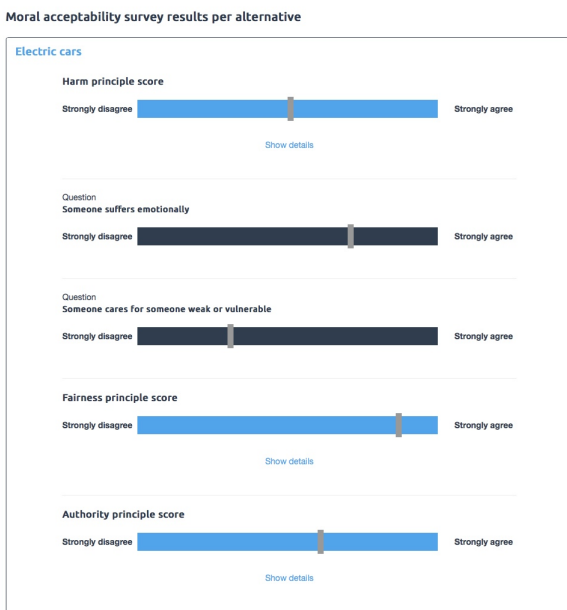 Moral acceptability survey results per alternative
Electric cars
Harm principle score
Strongly disagree Strongly agree
Show details
Question
Someone suffers emotionally
Strongly disagree Strongly agree
Question
Someone cares for someone weak or vulnerable
Strongly disagree Strongly agree
Fairness principle score
Strongly disagree Strongly agree
Show details
Authority principle score
Strongly disagree Strongly agree
Show details